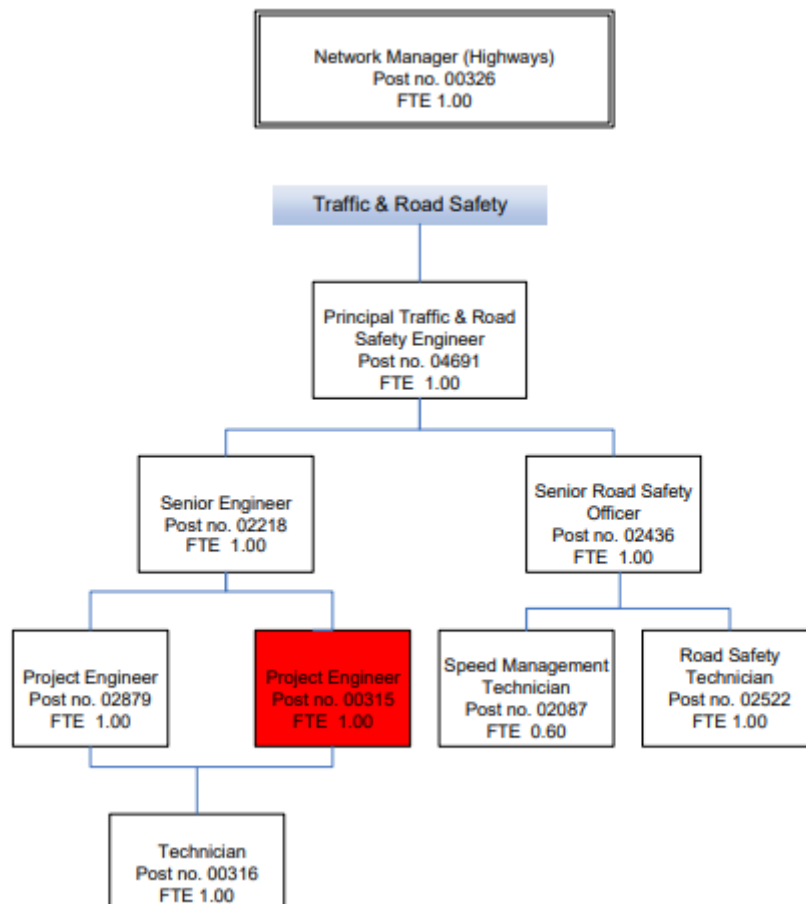 Network Manager (Highways)
Post no. 00326
FTE 1.00
Traffic & Road Safety
Principal Traffic & Road
Safety Engineer
Post no. 04691
FTE 1.00
Senior Engineer
Post no. 02218
FTE 1.00
Senior Road Safety
Officer
Post no. 02436
FTE 1.00
Project Engineer
Post no. 02879
FTE 1.00
Project Engineer
Post no. 00315
FTE 1.00
Speed Management
Technician
Post no. 02087
FTE 0.60
Road Safety
Technician
Post no. 02522
FTE 1.00
Technician
Post no. 00316
FTE 1.00